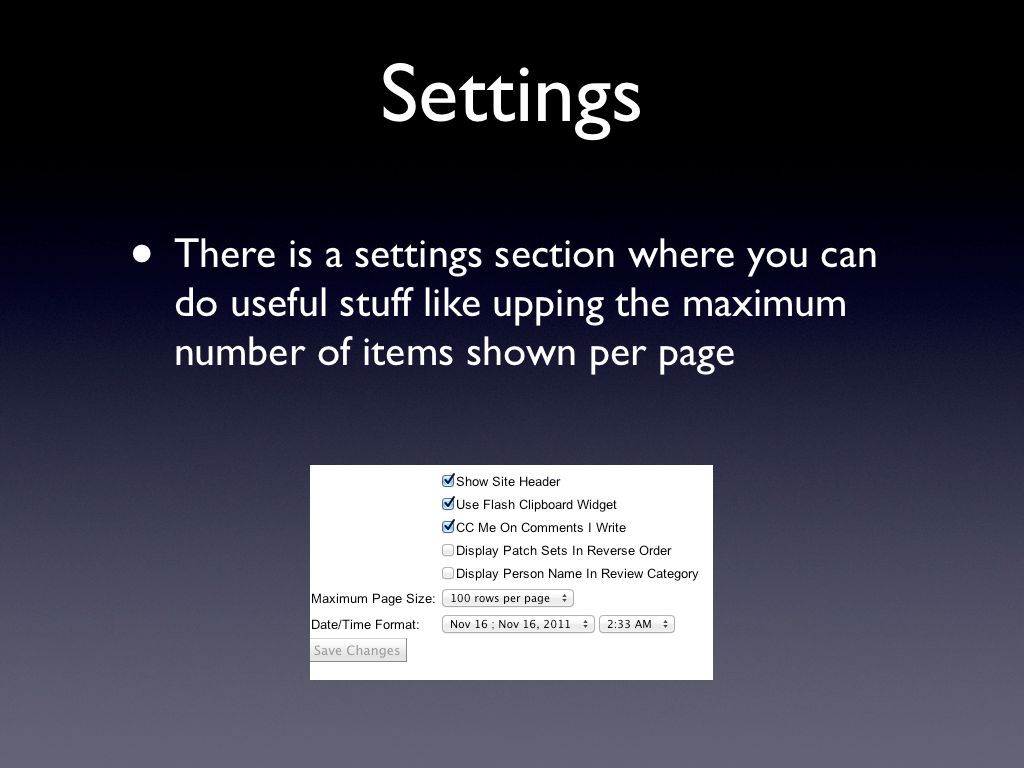 Settings
• There is a settings section where you can
do useful stuff like upping the maximum
number of items shown per page
Show Site Header
Use Flash Clipboard Widget
CC Me On Comments I Write
Display Patch Sets In Reverse Order
Display Person Name In Review Category
Maximum Page Size: 100 rows per page
Date/Time Format: Nov 16 ; Nov 16, 2011 2:33 AM
Save Changes